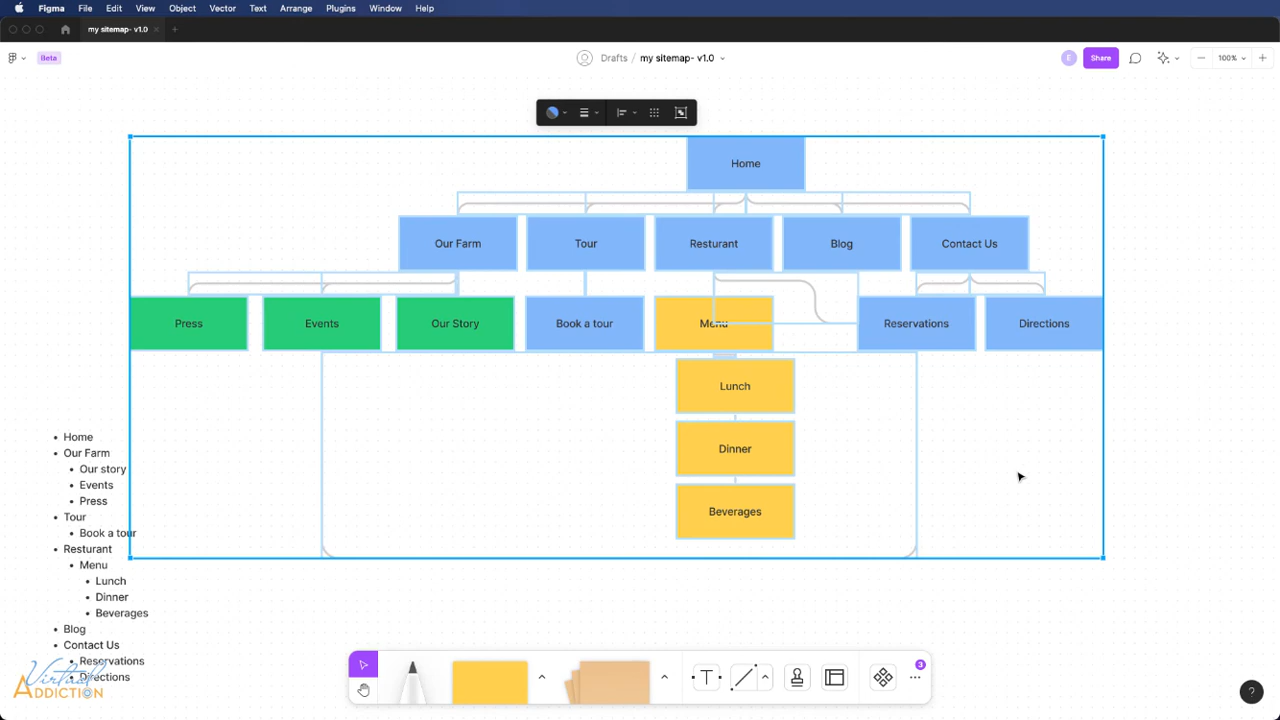 Figma File Edit View Object Vector Text Arrange Plugins Window Help
my sitemap- v1.0
Beta
Drafts / my sitemap- v1.0
E
Share
100%
Home
Our Farm Tour Resturant Blog Contact Us
Press Events Our Story Book a tour Menu Reservations Directions
Lunch
Dinner
Beverages
• Home
• Our Farm
• Our story
• Events
• Press
• Tour
• Book a tour
• Resturant
• Menu
• Lunch
• Dinner
• Beverages
• Blog
• Contact Us
• Reservations
• Directions
Virtual
ADDICTION
T
3
?